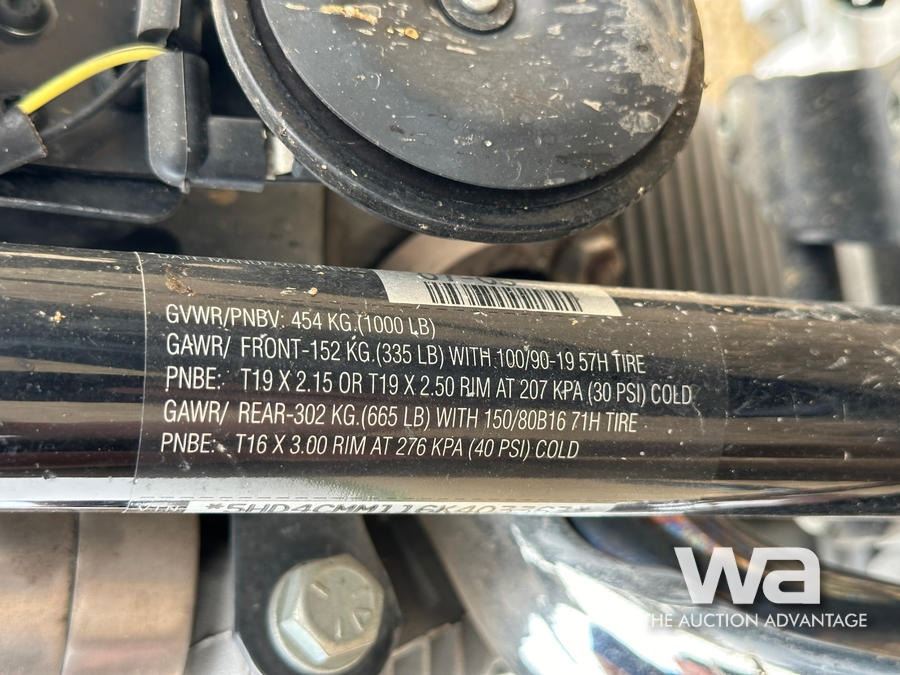 GVWR/PNBV: 454 KG.(1000 LB)
GAWR/ FRONT-152 KG.(335 LB) WITH 100/90-19 57H TIRE
PNBE: T19 X 2.15 OR T19 X 2.50 RIM AT 207 KPA (30 PSI) COLD
GAWR/ REAR-302 KG.(665 LB) WITH 150/80B16 71H TIRE
PNBE: T16 X 3.00 RIM AT 276 KPA (40 PSI) COLD
wa
THE AUCTION ADVANTAGE